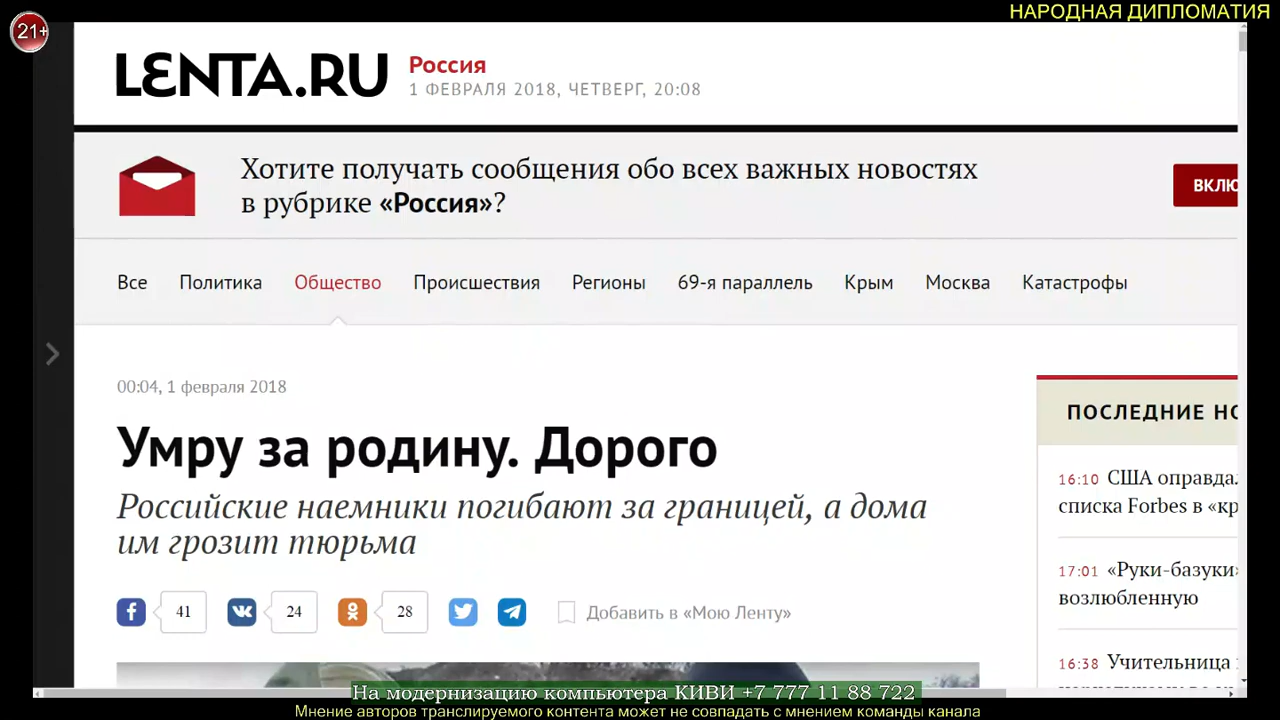 НАРОДНАЯ ДИПЛОМАТИЯ
21+
LENTA.RU
Россия
1 ФЕВРАЛЯ 2018, ЧЕТВЕРГ, 20:08
Хотите получать сообщения обо всех важных новостях
в рубрике «Россия»?
ВКЛЮ
Все Политика Общество Происшествия Регионы 69-я параллель Крым Москва Катастрофы
00:04, 1 февраля 2018
Умру за родину. Дорого
Российские наемники погибают за границей, а дома
им грозит тюрьма
41 24 28 Добавить в «Мою Ленту»
ПОСЛЕДНИЕ НО
16:10 США оправдал
списка Forbes в «кр
17:01 «Руки-базуки»
возлюбленную
16:38 Учительница
На модернизацию компьютера КИВИ +7 777 11 88 722
Мнение авторов транслируемого контента может не совпадать с мнением команды канала